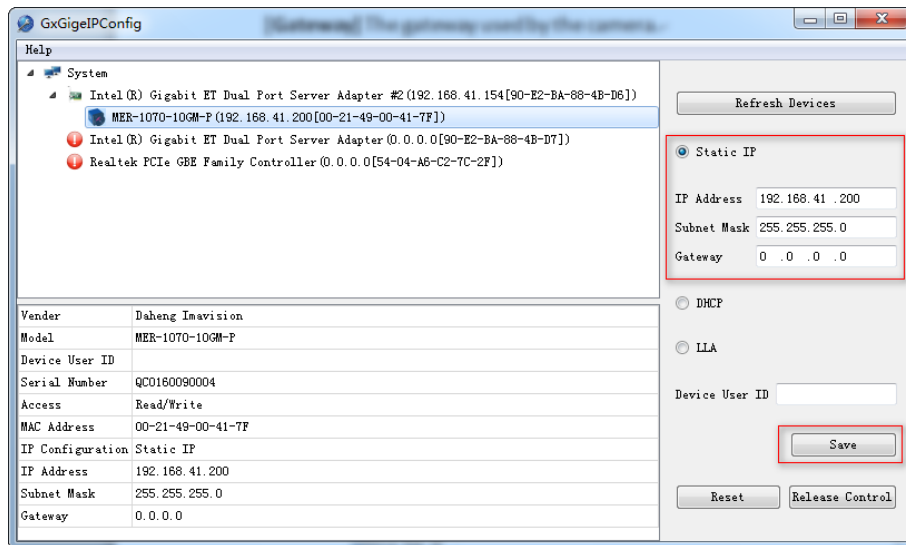 GxGigeIPConfig
[Gateway] The gateway used by the camera.
Help
System
Intel(R) Gigabit ET Dual Port Server Adapter #2(192.168.41.154[90-E2-BA-88-4B-D6])
MER-1070-10GM-P(192.168.41.200[00-21-49-00-41-7F])
Intel(R) Gigabit ET Dual Port Server Adapter(0.0.0.0[90-E2-BA-88-4B-D7])
Realtek PCIe GBE Family Controller(0.0.0.0[54-04-A6-C2-7C-2F])
Vender Daheng Imavision
Model MER-1070-10GM-P
Device User ID
Serial Number QC0160090004
Access Read/Write
MAC Address 00-21-49-00-41-7F
IP Configuration Static IP
IP Address 192.168.41.200
Subnet Mask 255.255.255.0
Gateway 0.0.0.0
Refresh Devices
Static IP
IP Address 192.168.41 .200
Subnet Mask 255.255.255.0
Gateway 0 .0 .0 .0
DHCP
LLA
Device User ID
Save
Reset Release Control